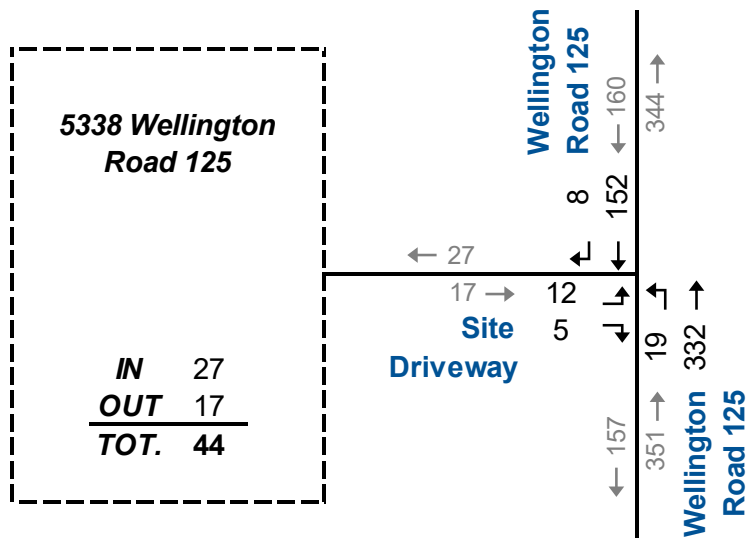 5338 Wellington
Road 125
IN 27
OUT 17
TOT. 44
Wellington
Road 125
← 160
344 →
8
152
← 27
17 →
12
Site
5
Driveway
19
332 →
← 157
351 →
Wellington
Road 125